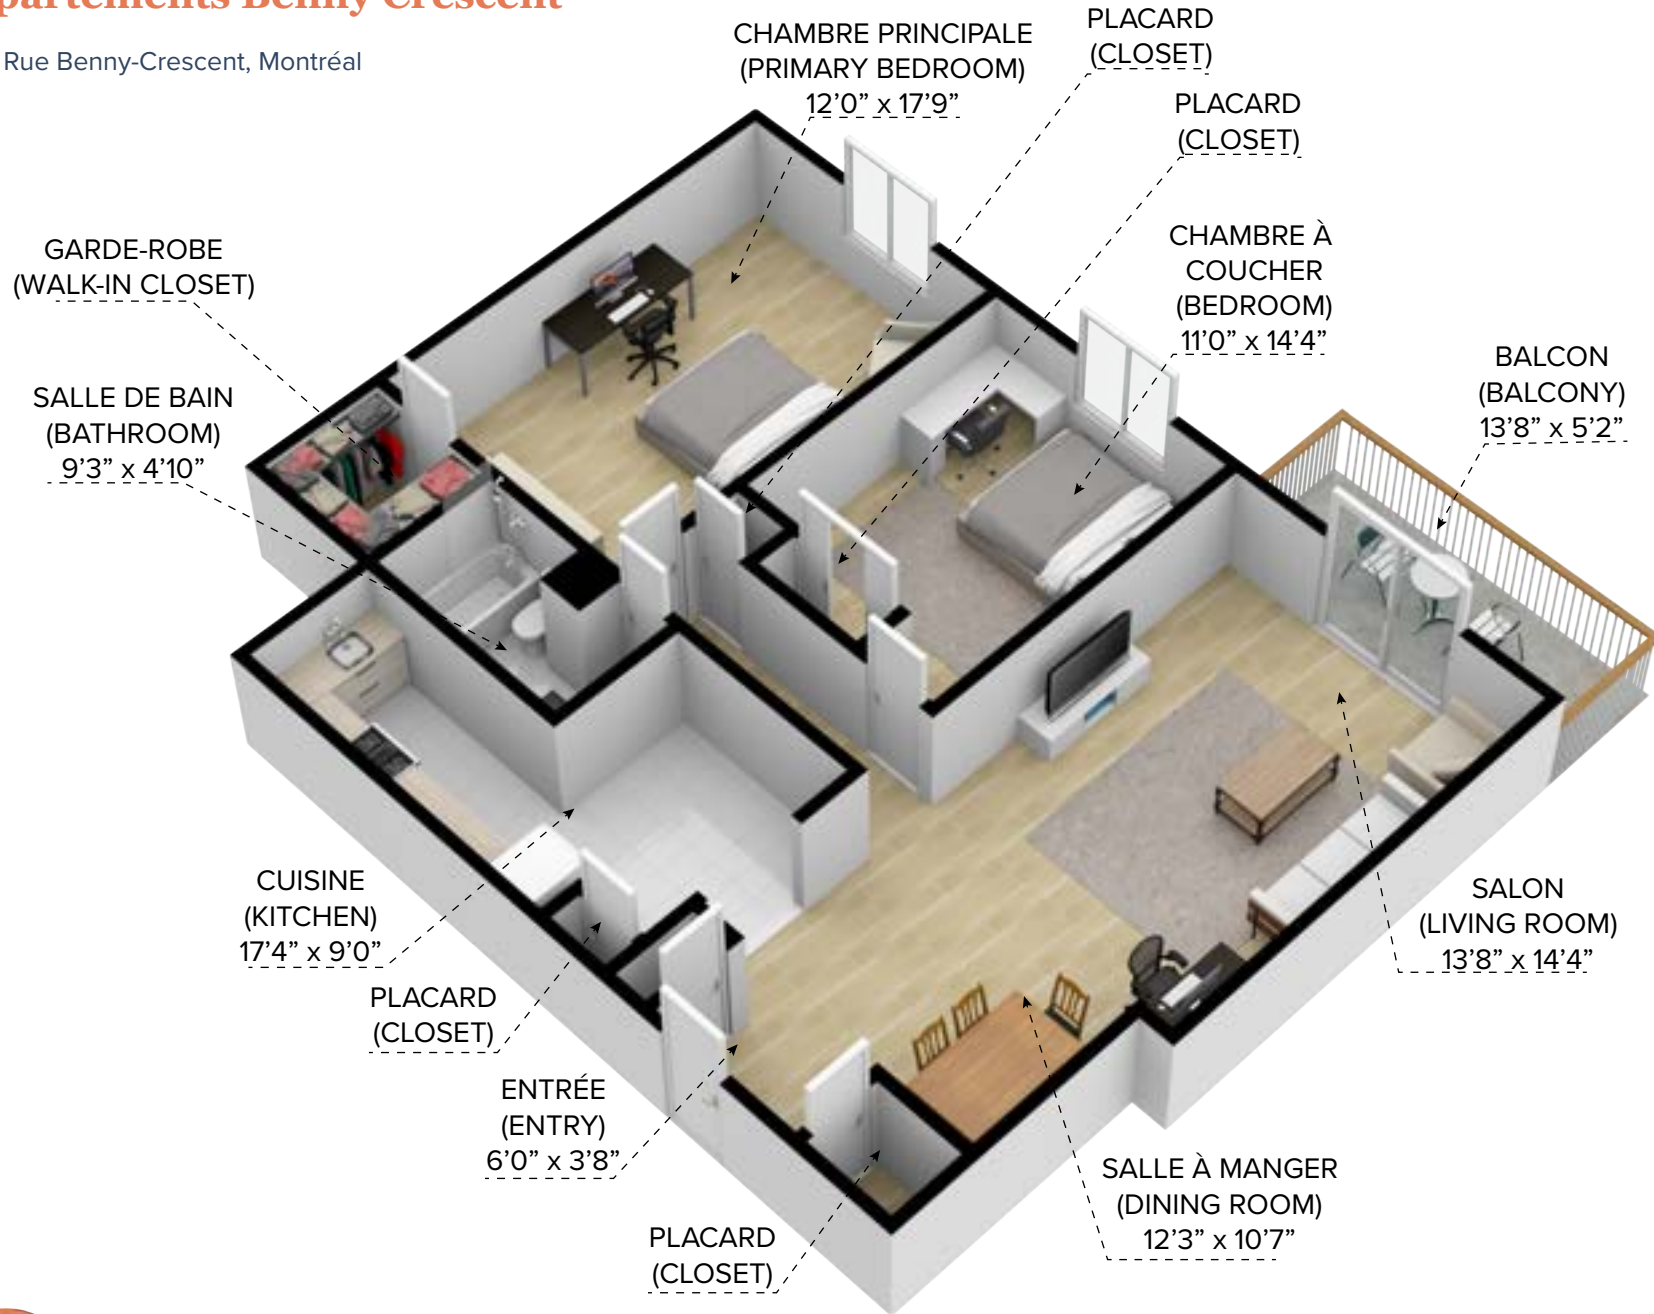 partements Benny Crescent
Rue Benny-Crescent, Montréal
CHAMBRE PRINCIPALE
(PRIMARY BEDROOM)
12’0” x 17’9”
PLACARD
(CLOSET)
PLACARD
(CLOSET)
GARDE-ROBE
(WALK-IN CLOSET)
CHAMBRE À
COUCHER
(BEDROOM)
11’0” x 14’4”
SALLE DE BAIN
(BATHROOM)
9’3” x 4’10”
BALCON
(BALCONY)
13’8” x 5’2”
CUISINE
(KITCHEN)
17’4” x 9’0”
SALON
(LIVING ROOM)
13’8” x 14’4”
PLACARD
(CLOSET)
ENTRÉE
(ENTRY)
6’0” x 3’8”
SALLE À MANGER
(DINING ROOM)
12’3” x 10’7”
PLACARD
(CLOSET)